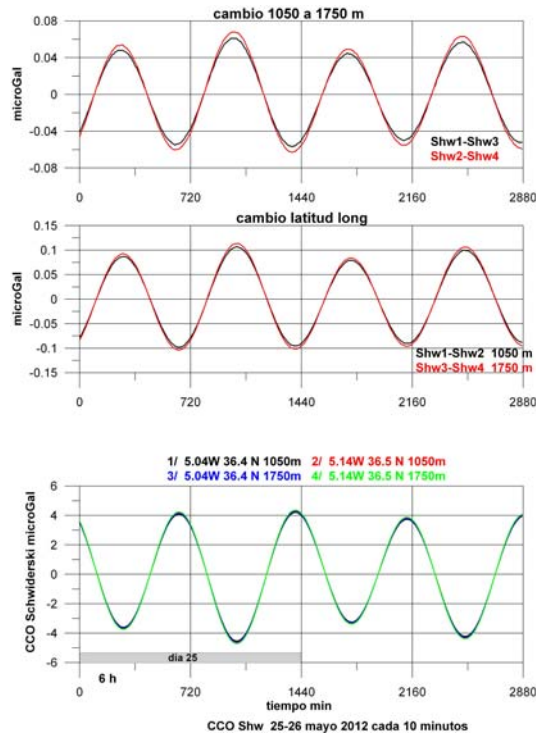 cambio 1050 a 1750 m
0.08
0.04
0
-0.04
-0.08
microGal
Shw1-Shw3
Shw2-Shw4
0 720 1440 2160 2880
cambio latitud long
0.15
0.1
0.05
0
-0.05
-0.1
-0.15
microGal
Shw1-Shw2 1050 m
Shw3-Shw4 1750 m
0 720 1440 2160 2880
1/ 5.04W 36.4 N 1050m 2/ 5.14W 36.5 N 1050m
3/ 5.04W 36.4 N 1750m 4/ 5.14W 36.5 N 1750m
6
4
2
0
-2
-4
-6
CCO Schwiderski microGal
dia 25
6 h
0 720 1440 2160 2880
tiempo min
CCO Shw 25-26 mayo 2012 cada 10 minutos